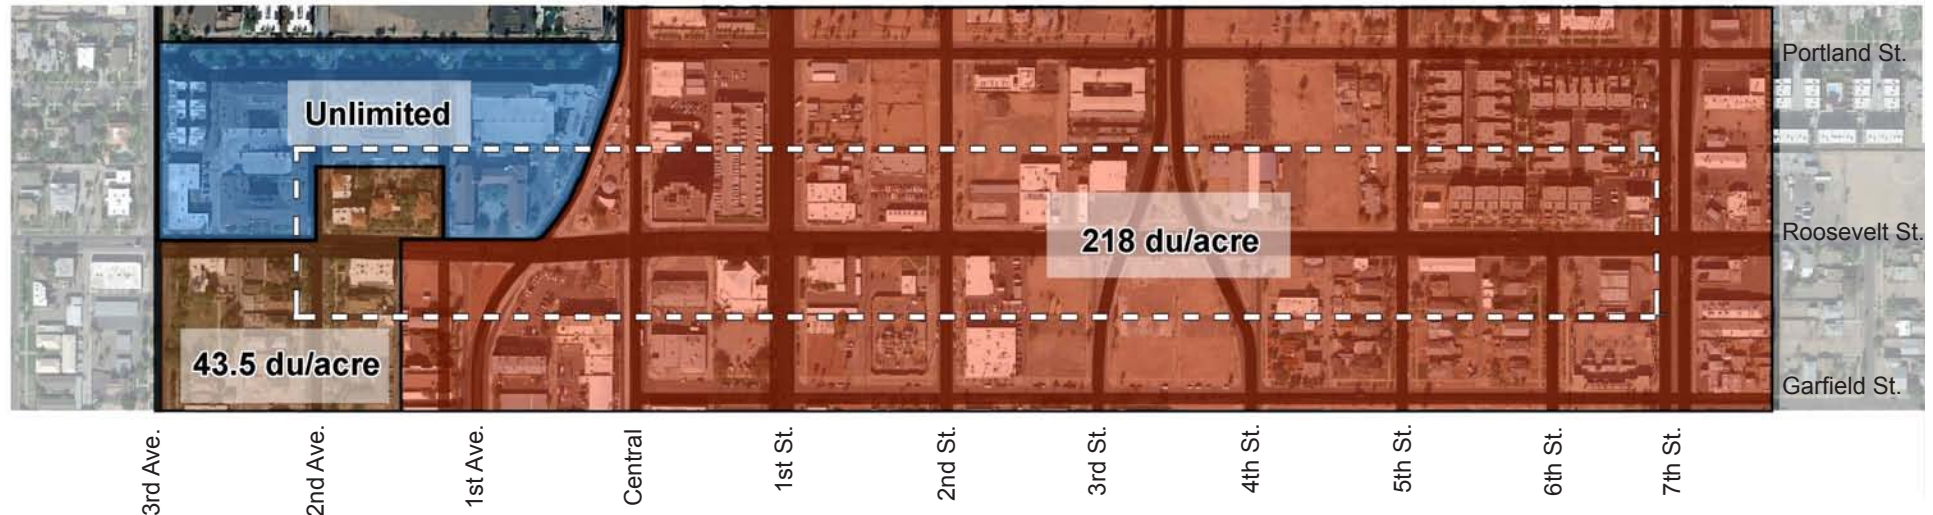 Portland St.
Unlimited
Roosevelt St.
218 du/acre
43.5 du/acre
Garfield St.
3rd Ave.
2nd Ave.
1st Ave.
Central
1st St.
2nd St.
3rd St.
4th St.
5th St.
6th St.
7th St.